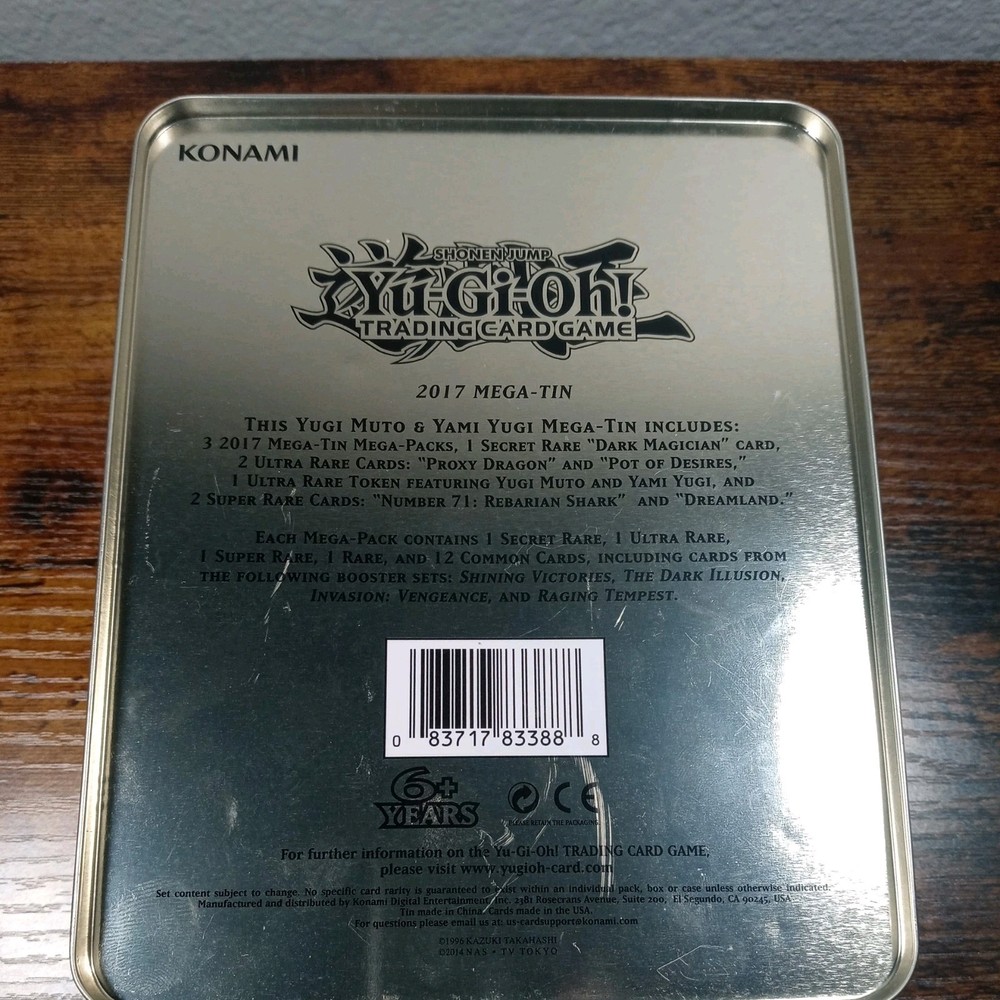 KONAMI
SHONEN JUMP
Yu-Gi-Oh!
TRADING CARD GAME
2017 MEGA-TIN
THIS YUGI MUTO & YAMI YUGI MEGA-TIN INCLUDES:
3 2017 MEGA-TIN MEGA-PACKS, 1 SECRET RARE "DARK MAGICIAN" CARD,
2 ULTRA RARE CARDS: "PROXY DRAGON" AND "POT OF DESIRES,"
1 ULTRA RARE TOKEN FEATURING YUGI MUTO AND YAMI YUGI, AND
2 SUPER RARE CARDS: "NUMBER 71: REBARIAN SHARK" AND "DREAMLAND."
EACH MEGA-PACK CONTAINS 1 SECRET RARE, 1 ULTRA RARE,
1 SUPER RARE, 1 RARE, AND 12 COMMON CARDS, INCLUDING CARDS FROM
THE FOLLOWING BOOSTER SETS: SHINING VICTORIES, THE DARK ILLUSION,
INVASION: VENGEANCE, AND RAGING TEMPEST.
0 83717 83388 8
6+
YEARS
CE
PLEASE RETAIN THE PACKAGING
For further information on the Yu-Gi-Oh! TRADING CARD GAME,
please visit www.yugioh-card.com
Set content subject to change. No specific card rarity is guaranteed to exist within an individual pack, box or case unless otherwise indicated.
Manufactured and distributed by Konami Digital Entertainment, Inc. 2381 Rosecrans Avenue, Suite 200, El Segundo, CA 90245, USA
Tin made in China. Cards made in the USA.
For questions please email us at: us-cardsupport@konami.com
©1996 KAZUKI TAKAHASHI
©2014 NAS • TV TOKYO